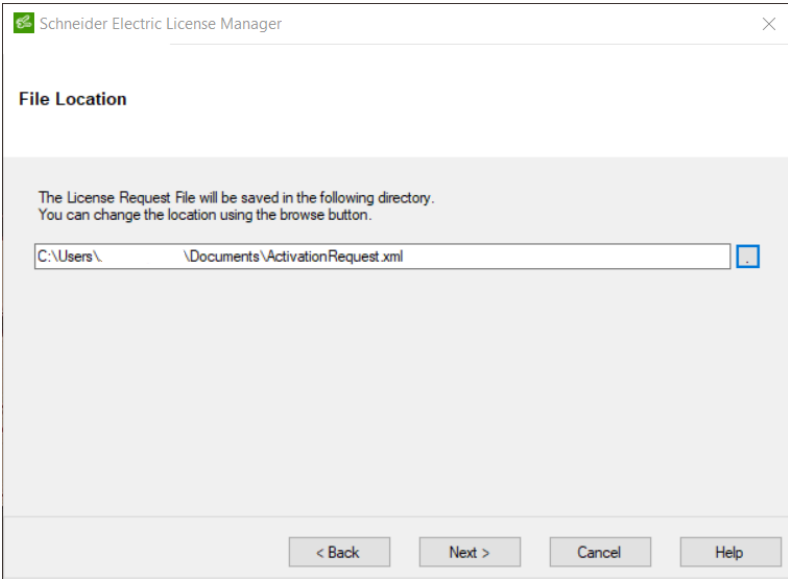 Schneider Electric License Manager
File Location
The License Request File will be saved in the following directory.
You can change the location using the browse button.
C:\Users\. \Documents\ActivationRequest.xml
.
< Back Next > Cancel Help